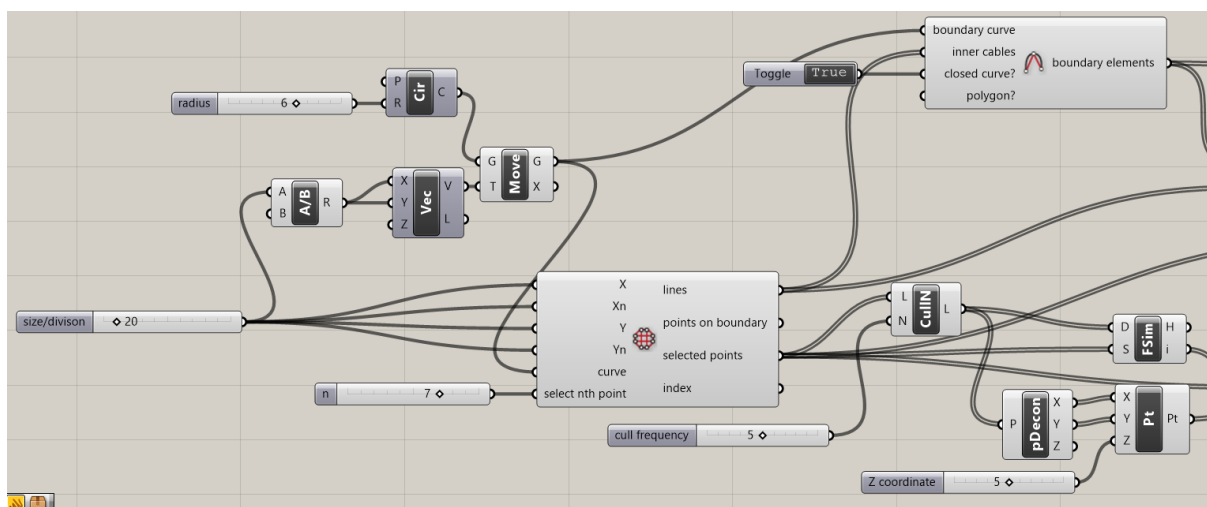 boundary curve
inner cables
closed curve?
polygon?
boundary elements
Toggle True
radius 6
P
R
Cir
C
G
T
Move
G
X
A
B
A/B
R
X
Y
Z
Vec
V
L
size/divison 20
X
Xn
Y
Yn
curve
select nth point
lines
points on boundary
selected points
index
n 7
L
N
CullN
L
cull frequency 5
D
S
FSim
H
i
P
pDecon
X
Y
Z
X
Y
Z
Pt
Pt
Z coordinate 5